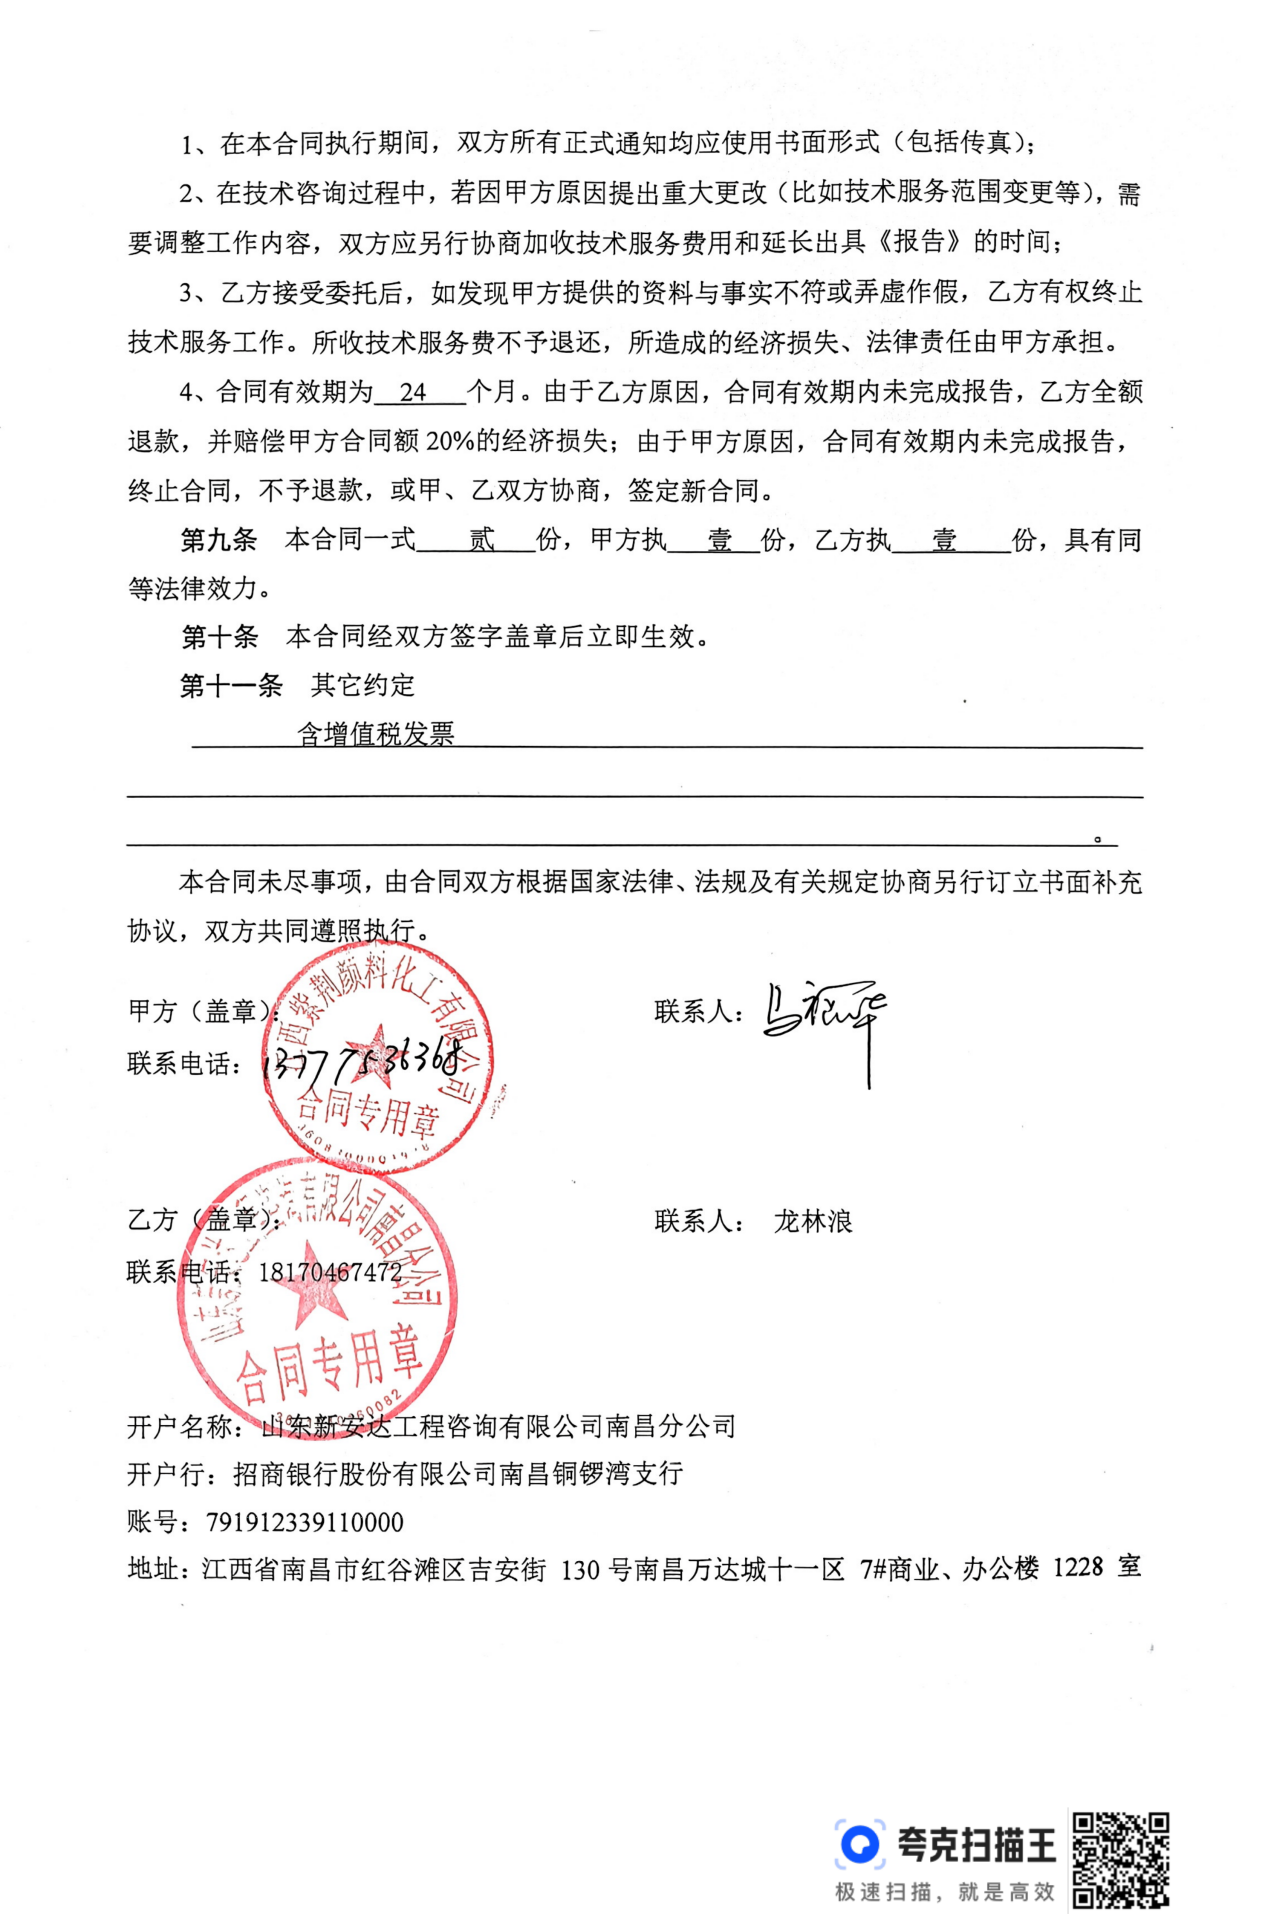 1、在本合同执行期间，双方所有正式通知均应使用书面形式（包括传真）；
2、在技术咨询过程中，若因甲方原因提出重大更改（比如技术服务范围变更等），需
要调整工作内容，双方应另行协商加收技术服务费用和延长出具《报告》的时间；
3、乙方接受委托后，如发现甲方提供的资料与事实不符或弄虚作假，乙方有权终止
技术服务工作。所收技术服务费不予退还，所造成的经济损失、法律责任由甲方承担。
4、合同有效期为 24 个月。由于乙方原因，合同有效期内未完成报告，乙方全额
退款，并赔偿甲方合同额 20%的经济损失；由于甲方原因，合同有效期内未完成报告，
终止合同，不予退款，或甲、乙双方协商，签定新合同。
第九条 本合同一式 贰 份，甲方执 壹 份，乙方执 壹 份，具有同
等法律效力。
第十条 本合同经双方签字盖章后立即生效。
第十一条 其它约定
含增值税发票
。
本合同未尽事项，由合同双方根据国家法律、法规及有关规定协商另行订立书面补充
协议，双方共同遵照执行。
江西紫荆颜料化工有限公司
甲方（盖章）： 联系人：
联系电话：13777536368
合同专用章
乙方（盖章）： 联系人： 龙林浪
有限公司南昌分公司
联系电话：18170467472
合同专用章
开户名称：山东新安达工程咨询有限公司南昌分公司
开户行：招商银行股份有限公司南昌铜锣湾支行
账号：791912339110000
地址：江西省南昌市红谷滩区吉安街 130 号南昌万达城十一区 7#商业、办公楼 1228 室
夸克扫描王
极速扫描，就是高效